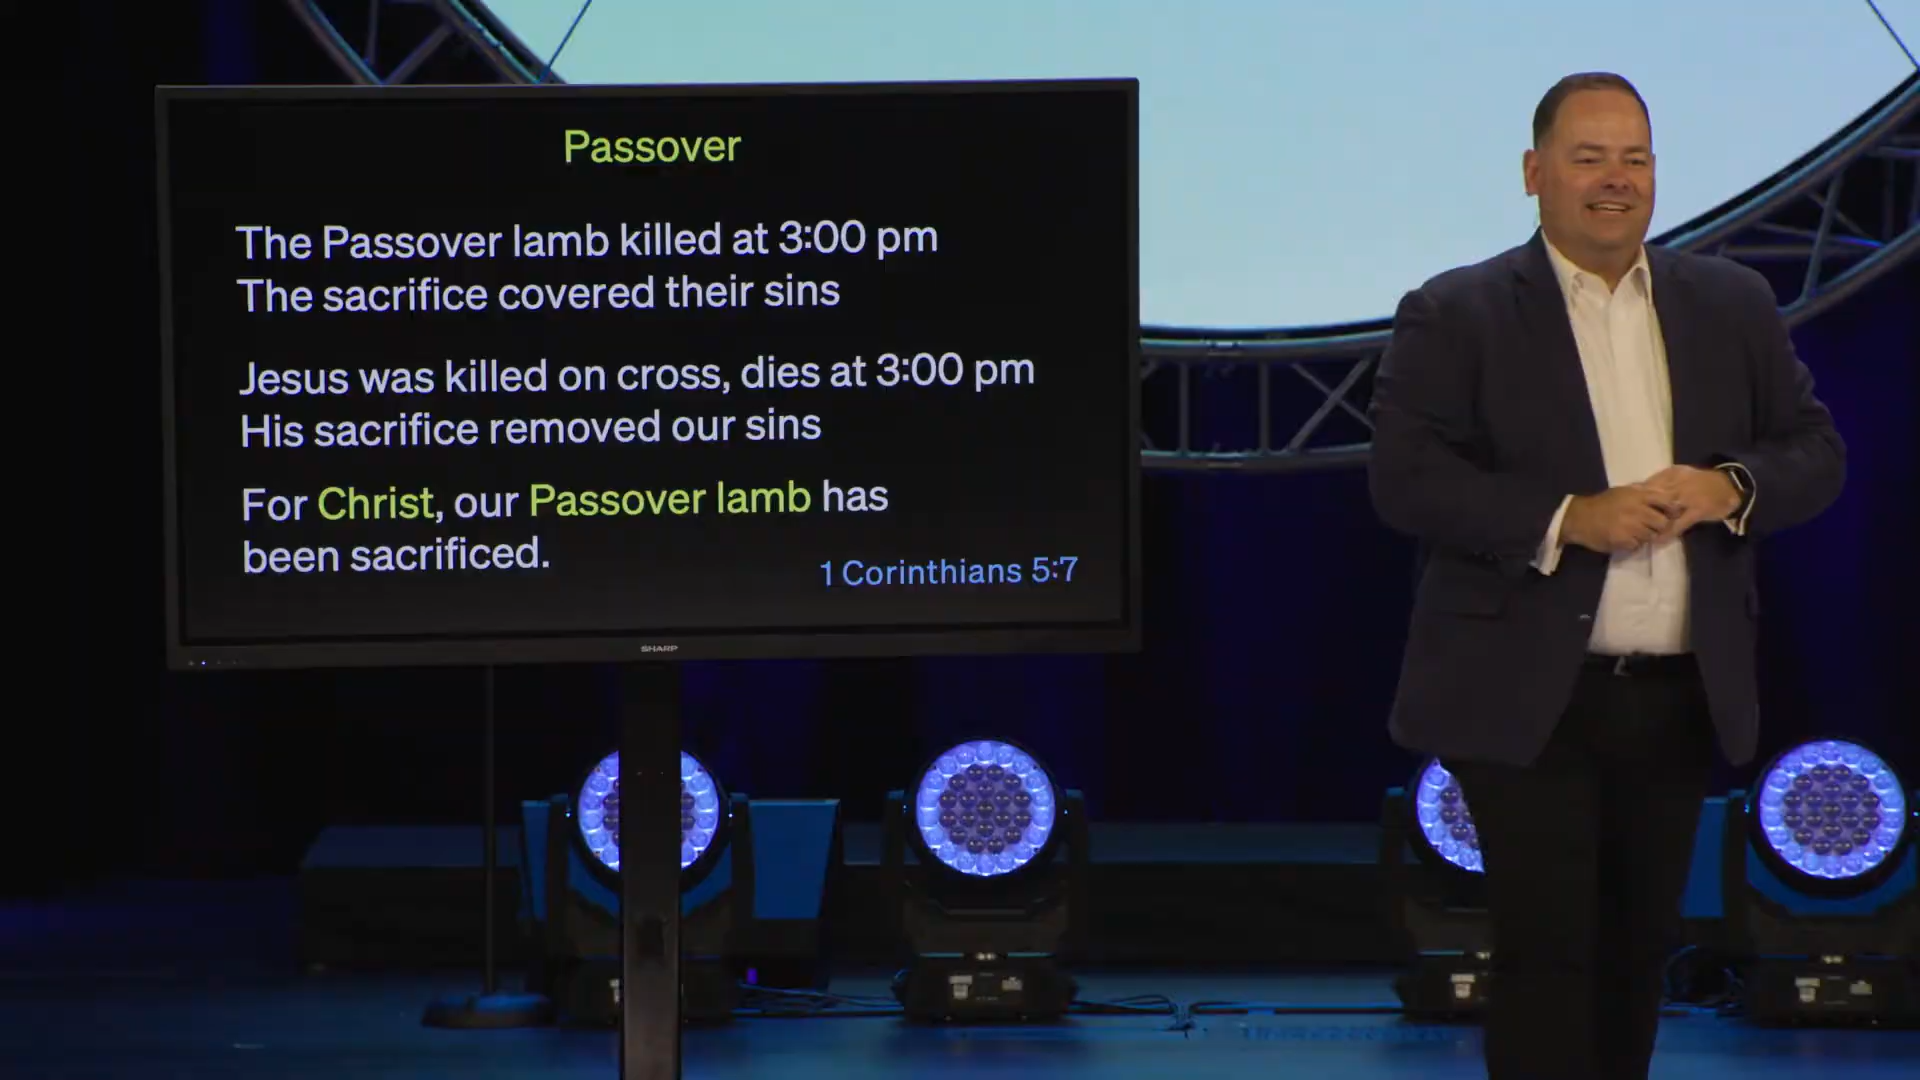 Passover
The Passover lamb killed at 3:00 pm
The sacrifice covered their sins
Jesus was killed on cross, dies at 3:00 pm
His sacrifice removed our sins
For Christ, our Passover lamb has
been sacrificed.
1 Corinthians 5:7
SHARP